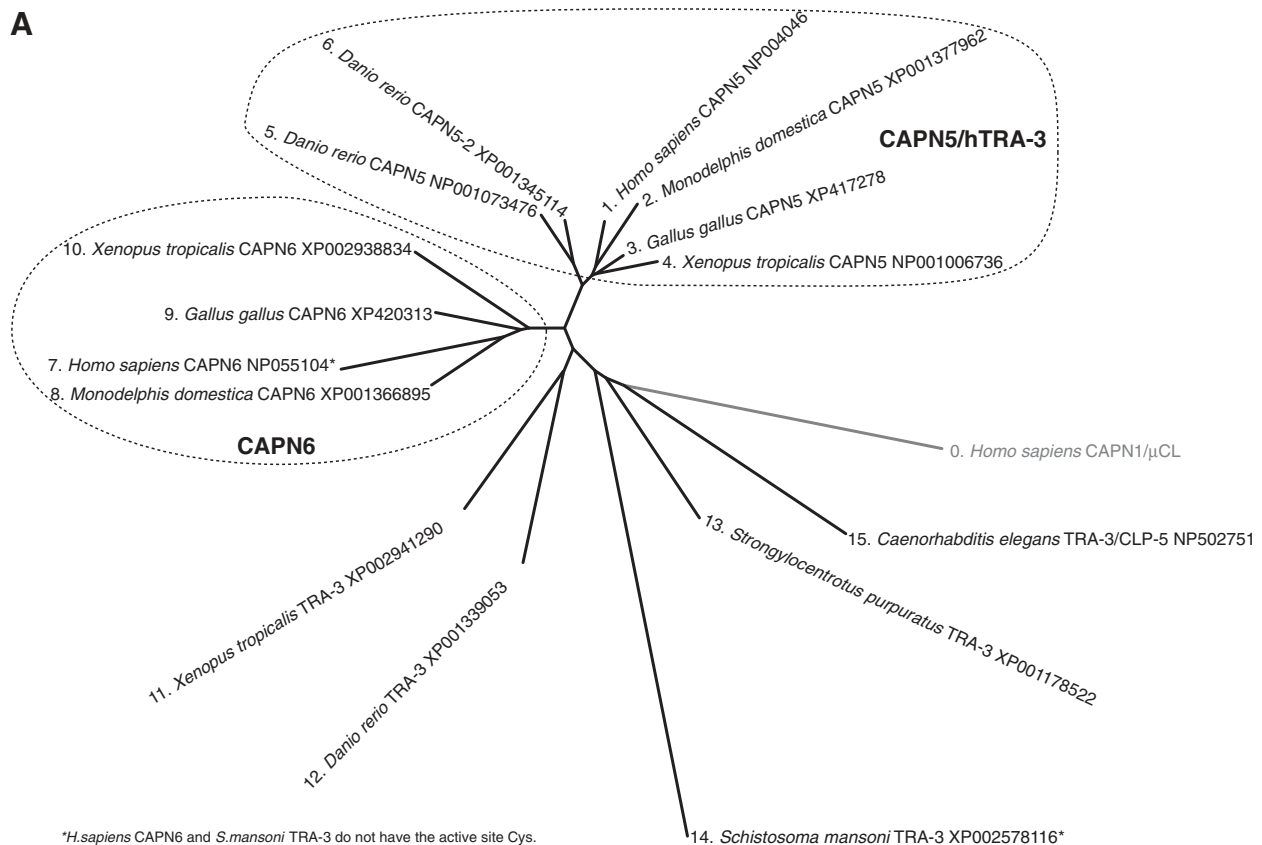 A
6. Danio rerio CAPN5-2 XP001345114
5. Danio rerio CAPN5 NP001073476
1. Homo sapiens CAPN5 NP004046
2. Monodelphis domestica CAPN5 XP001377962
CAPN5/hTRA-3
3. Gallus gallus CAPN5 XP417278
4. Xenopus tropicalis CAPN5 NP001006736
10. Xenopus tropicalis CAPN6 XP002938834
9. Gallus gallus CAPN6 XP420313
7. Homo sapiens CAPN6 NP055104*
8. Monodelphis domestica CAPN6 XP001366895
CAPN6
0. Homo sapiens CAPN1/μCL
15. Caenorhabditis elegans TRA-3/CLP-5 NP502751
13. Strongylocentrotus purpuratus TRA-3 XP001178522
11. Xenopus tropicalis TRA-3 XP002941290
12. Danio rerio TRA-3 XP001339053
14. Schistosoma mansoni TRA-3 XP002578116*
*H.sapiens CAPN6 and S.mansoni TRA-3 do not have the active site Cys.